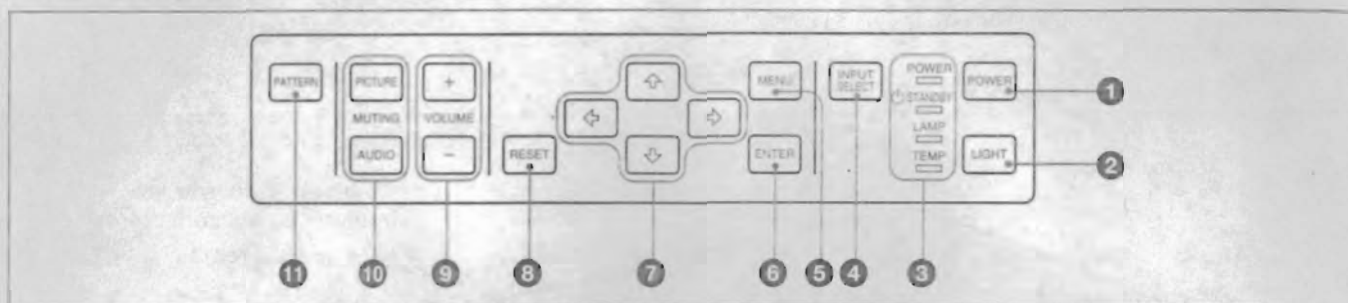 PATTERN
PICTURE
MUTING
AUDIO
+
VOLUME
−
RESET
MENU
ENTER
INPUT
SELECT
POWER
STANDBY
LAMP
TEMP
POWER
LIGHT
1
2
11 10 9 8 7 6 5 4 3